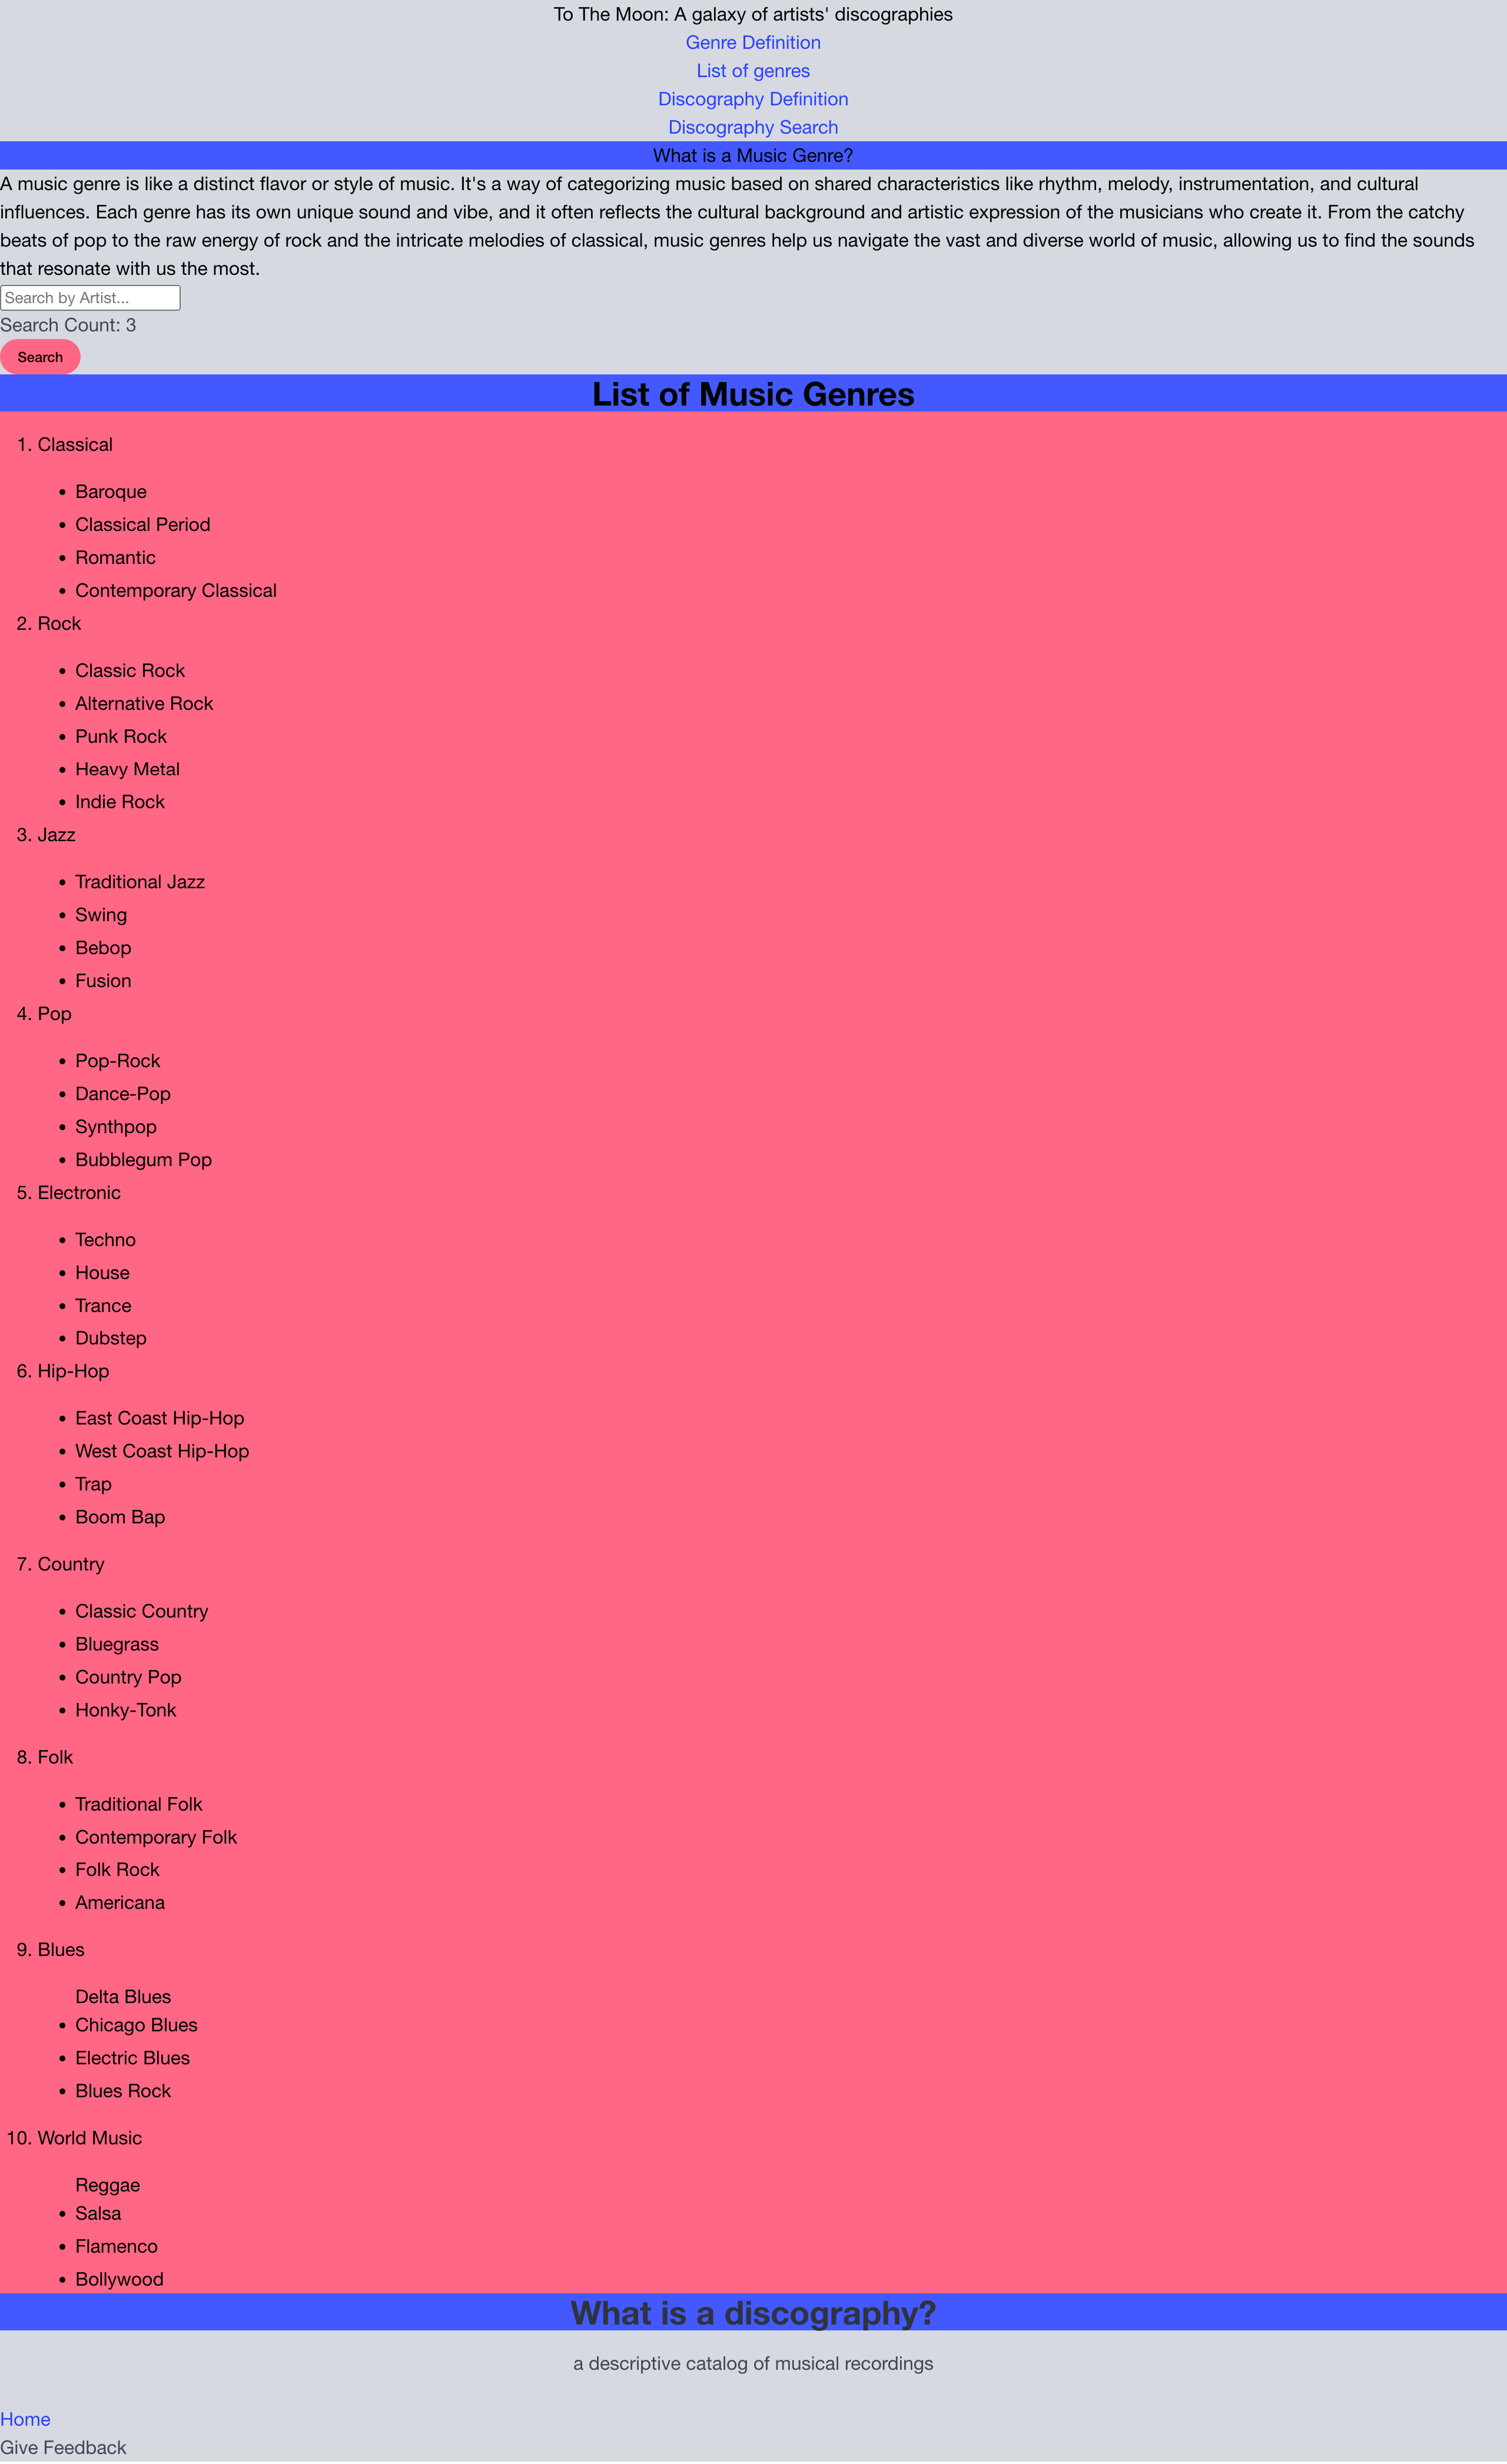 To The Moon: A galaxy of artists' discographies
Genre Definition
List of genres
Discography Definition
Discography Search
What is a Music Genre?
A music genre is like a distinct flavor or style of music. It's a way of categorizing music based on shared characteristics like rhythm, melody, instrumentation, and cultural
influences. Each genre has its own unique sound and vibe, and it often reflects the cultural background and artistic expression of the musicians who create it. From the catchy
beats of pop to the raw energy of rock and the intricate melodies of classical, music genres help us navigate the vast and diverse world of music, allowing us to find the sounds
that resonate with us the most.
Search by Artist...
Search Count: 3
Search
List of Music Genres
1. Classical
• Baroque
• Classical Period
• Romantic
• Contemporary Classical
2. Rock
• Classic Rock
• Alternative Rock
• Punk Rock
• Heavy Metal
• Indie Rock
3. Jazz
• Traditional Jazz
• Swing
• Bebop
• Fusion
4. Pop
• Pop-Rock
• Dance-Pop
• Synthpop
• Bubblegum Pop
5. Electronic
• Techno
• House
• Trance
• Dubstep
6. Hip-Hop
• East Coast Hip-Hop
• West Coast Hip-Hop
• Trap
• Boom Bap
7. Country
• Classic Country
• Bluegrass
• Country Pop
• Honky-Tonk
8. Folk
• Traditional Folk
• Contemporary Folk
• Folk Rock
• Americana
9. Blues
Delta Blues
• Chicago Blues
• Electric Blues
• Blues Rock
10. World Music
Reggae
• Salsa
• Flamenco
• Bollywood
What is a discography?
a descriptive catalog of musical recordings
Home
Give Feedback